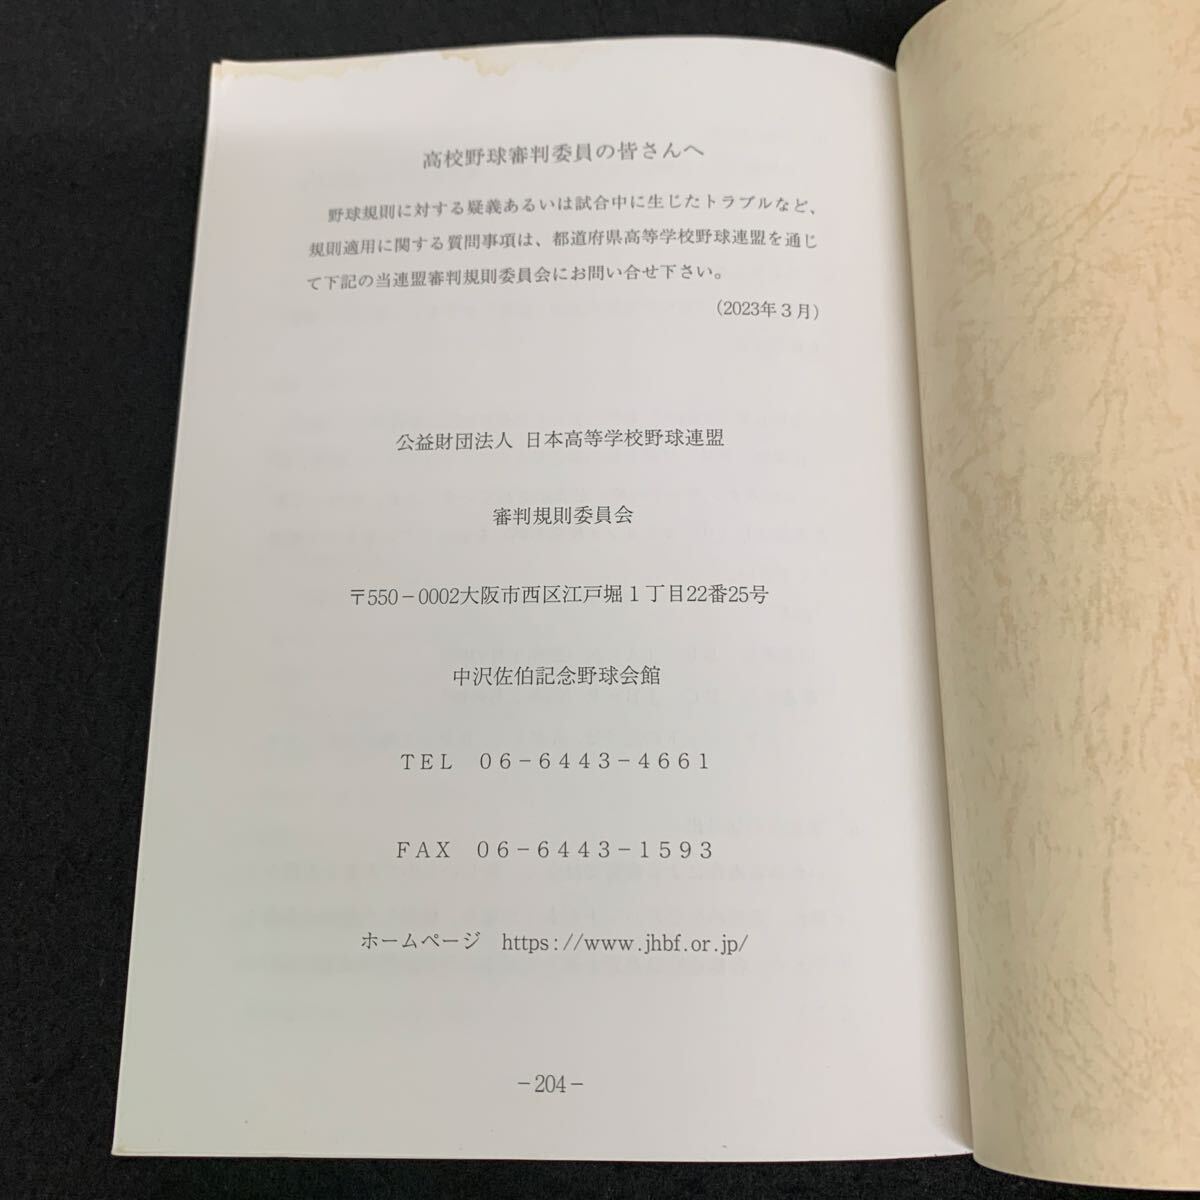 高校野球審判委員の皆さんへ
野球規則に対する疑義あるいは試合中に生じたトラブルなど、
規則適用に関する質問事項は、都道府県高等学校野球連盟を通じ
て下記の当連盟審判規則委員会にお問い合せ下さい。
(2023年3月)
公益財団法人 日本高等学校野球連盟
審判規則委員会
〒550－0002大阪市西区江戸堀1丁目22番25号
中沢佐伯記念野球会館
TEL 06－6443－4661
FAX 06－6443－1593
ホームページ https://www.jhbf.or.jp/
－204－